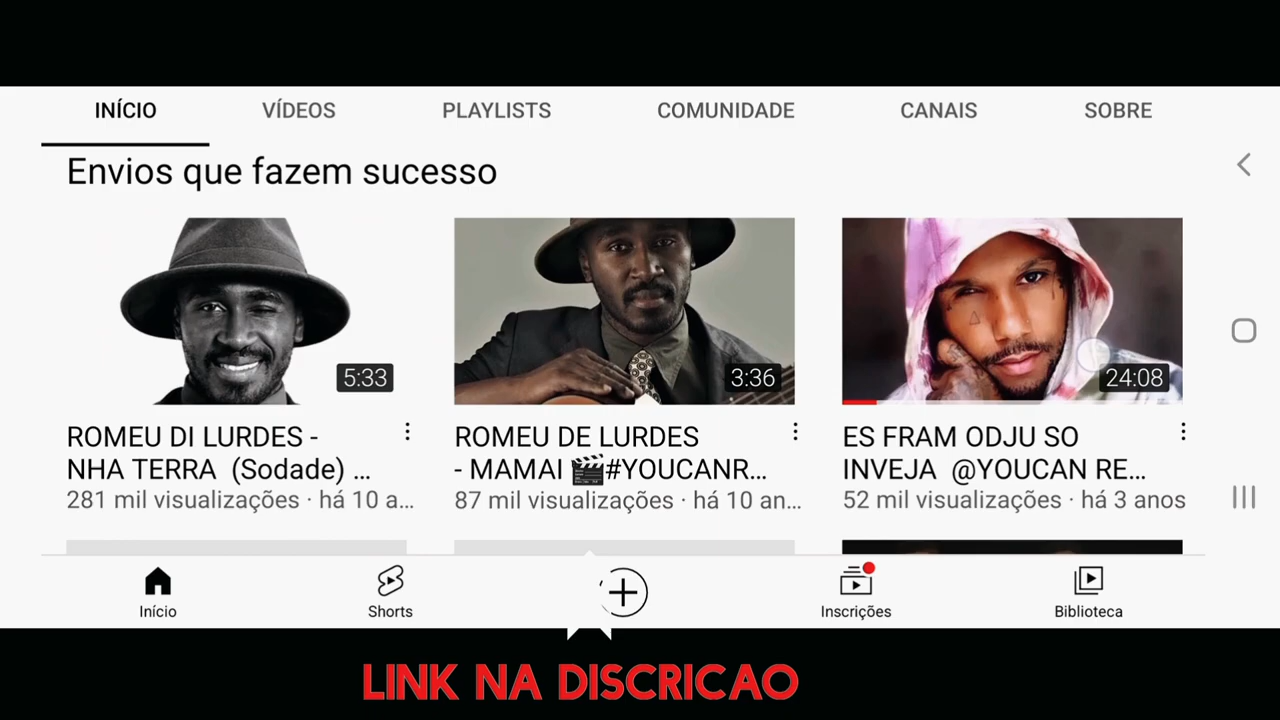 INÍCIO VÍDEOS PLAYLISTS COMUNIDADE CANAIS SOBRE
Envios que fazem sucesso
5:33
3:36
24:08
ROMEU DI LURDES -
NHA TERRA (Sodade) ...
281 mil visualizações · há 10 a...
ROMEU DE LURDES
- MAMAI 🎬#YOUCANR...
87 mil visualizações · há 10 an...
ES FRAM ODJU SO
INVEJA @YOUCAN RE...
52 mil visualizações · há 3 anos
Início Shorts Inscrições Biblioteca
LINK NA DISCRICAO